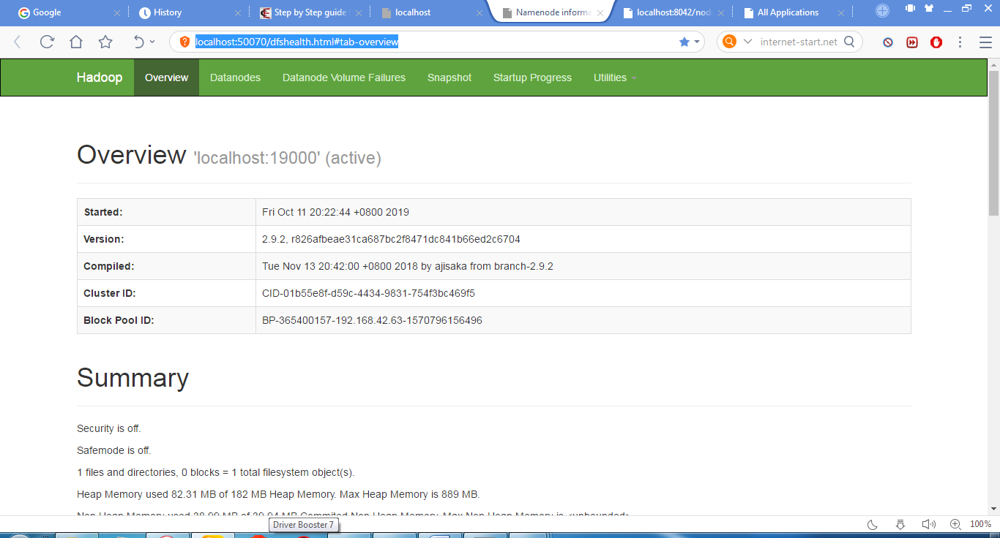 Google History Step by Step guide localhost Namenode informa localhost:8042/nod All Applications
localhost:50070/dfshealth.html#tab-overview internet-start.net
Hadoop Overview Datanodes Datanode Volume Failures Snapshot Startup Progress Utilities
Overview 'localhost:19000' (active)
Started: Fri Oct 11 20:22:44 +0800 2019
Version: 2.9.2, r826afbeae31ca687bc2f8471dc841b66ed2c6704
Compiled: Tue Nov 13 20:42:00 +0800 2018 by ajisaka from branch-2.9.2
Cluster ID: CID-01b55e8f-d59c-4434-9831-754f3bc469f5
Block Pool ID: BP-365400157-192.168.42.63-1570796156496
Summary
Security is off.
Safemode is off.
1 files and directories, 0 blocks = 1 total filesystem object(s).
Heap Memory used 82.31 MB of 182 MB Heap Memory. Max Heap Memory is 889 MB.
Non Heap Memory used 38.99 MB of 39.94 MB Commited Non Heap Memory. Max Non Heap Memory is <unbounded>.
Driver Booster 7
100%